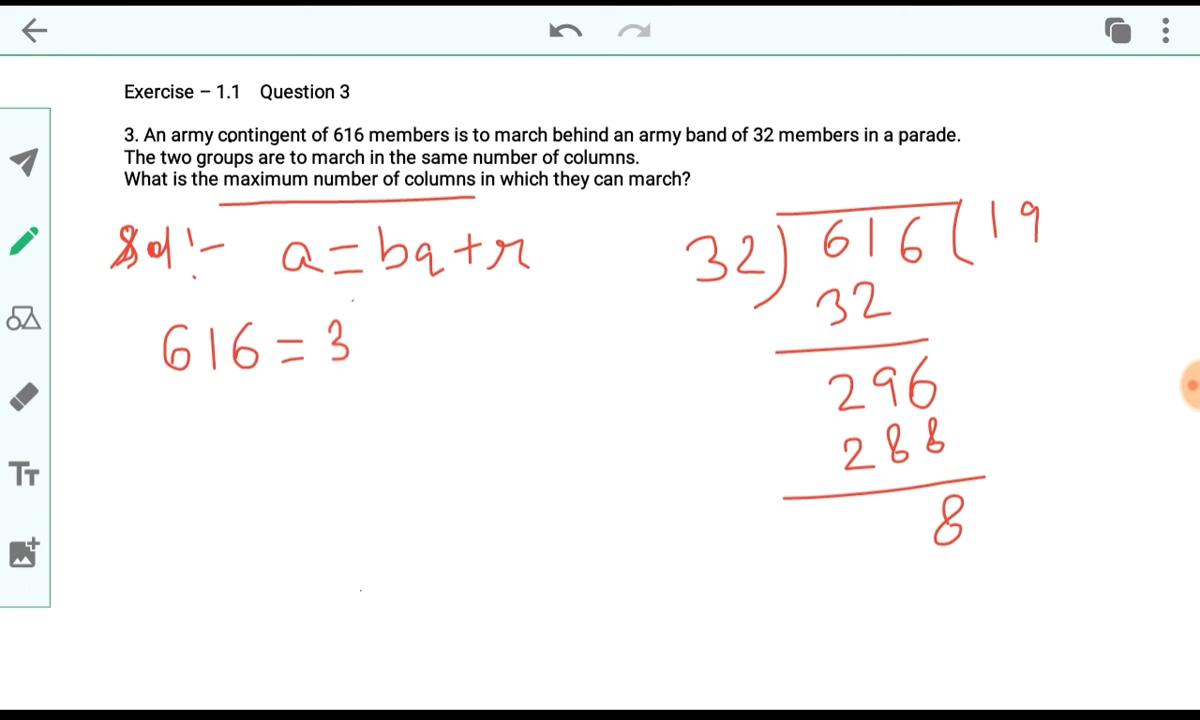 Exercise – 1.1 Question 3
3. An army contingent of 616 members is to march behind an army band of 32 members in a parade.
The two groups are to march in the same number of columns.
What is the maximum number of columns in which they can march?
Sol:- a=bq+r
616=3
32)616(19
32
296
288
8
TT